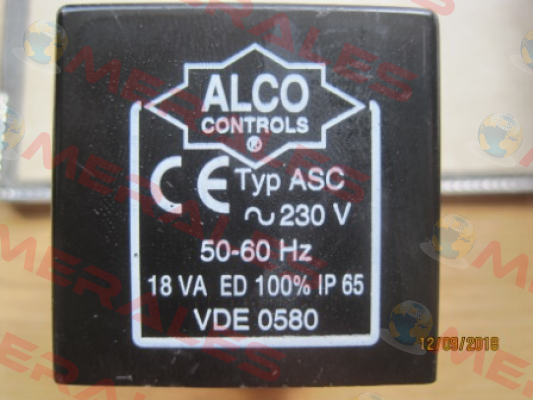 ALCO
CONTROLS
®
CE Typ ASC
~ 230 V
50-60 Hz
18 VA ED 100% IP 65
VDE 0580
12/09/2016
MERALES